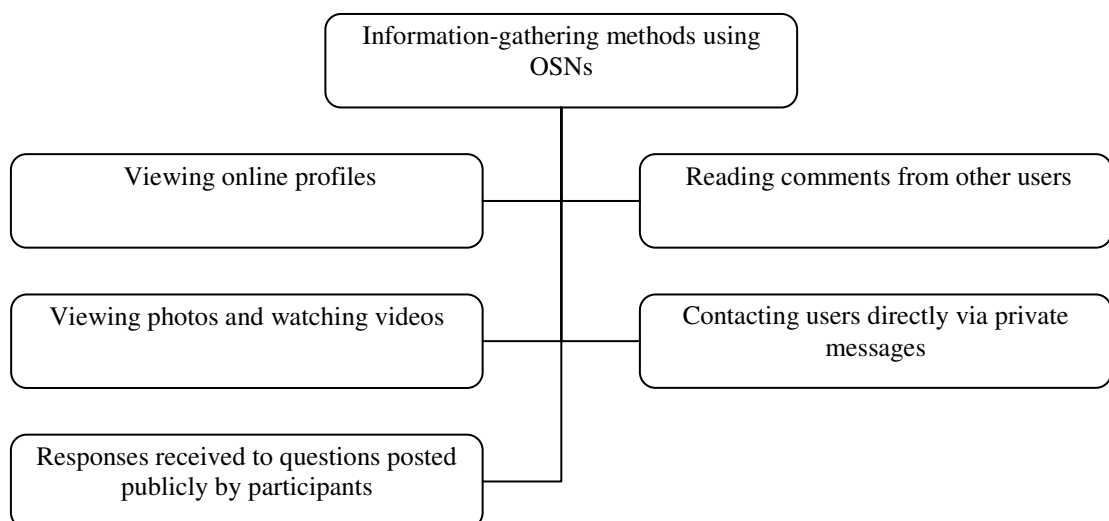 Information-gathering methods using
OSNs
Viewing online profiles
Reading comments from other users
Viewing photos and watching videos
Contacting users directly via private
messages
Responses received to questions posted
publicly by participants